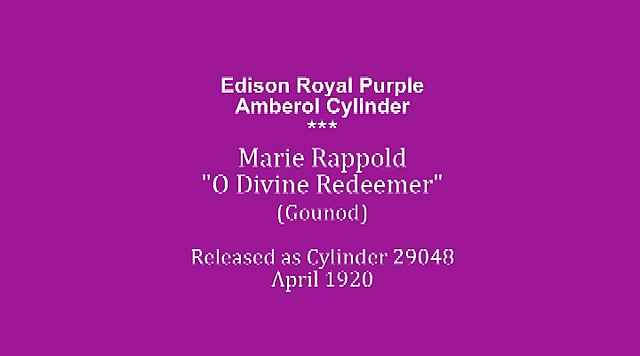 Edison Royal Purple
Amberol Cylinder
***
Marie Rappold
"O Divine Redeemer"
(Gounod)
Released as Cylinder 29048
April 1920